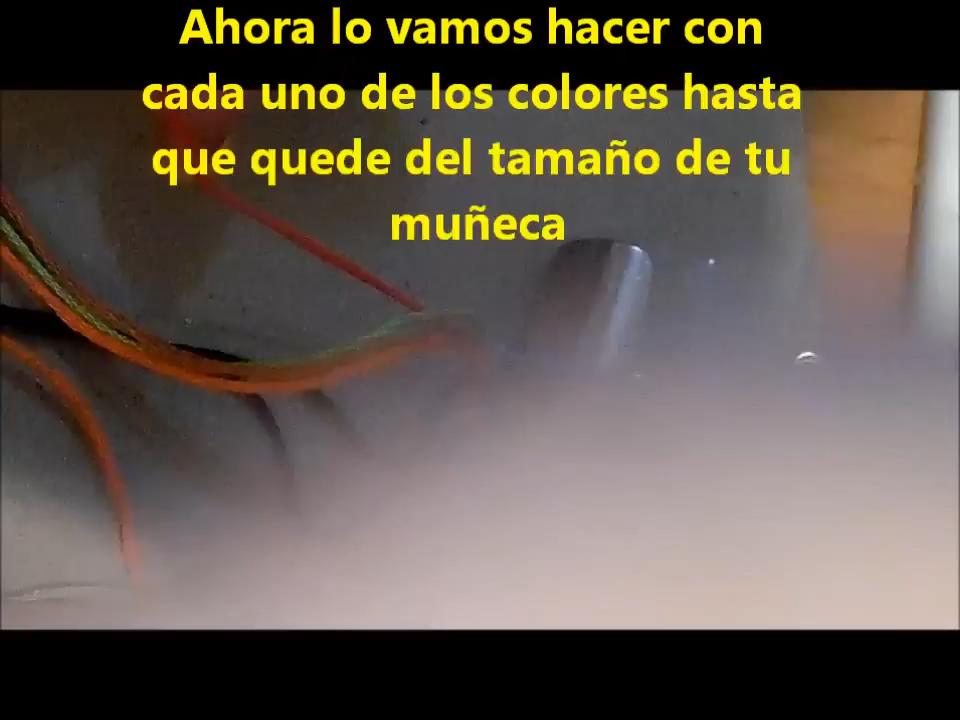 Ahora lo vamos hacer con
cada uno de los colores hasta
que quede del tamaño de tu
muñeca